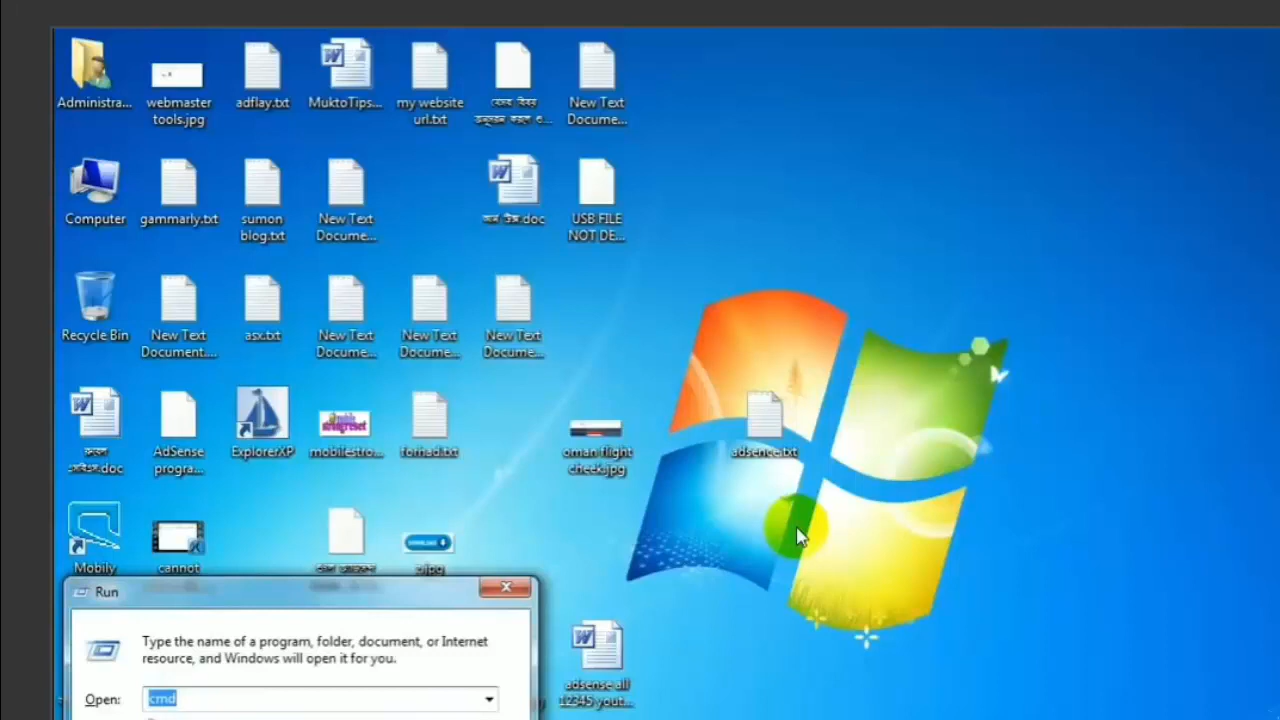 Administra...
webmaster
tools.jpg
adflay.txt
MuktoTips...
my website
url.txt
New Text
Docume...
Computer
gammarly.txt
sumon
blog.txt
New Text
Docume...
USB FILE
NOT DE...
Recycle Bin
New Text
Document....
asx.txt
New Text
Docume...
New Text
Docume...
New Text
Docume...
AdSense
progra...
ExplorerXP
mobilestro...
forhad.txt
oman flight
cheek.jpg
adsence.txt
Mobily
cannot
DOWNLOAD
Run
Type the name of a program, folder, document, or Internet
resource, and Windows will open it for you.
Open:
cmd
adsense all
12345 yout...